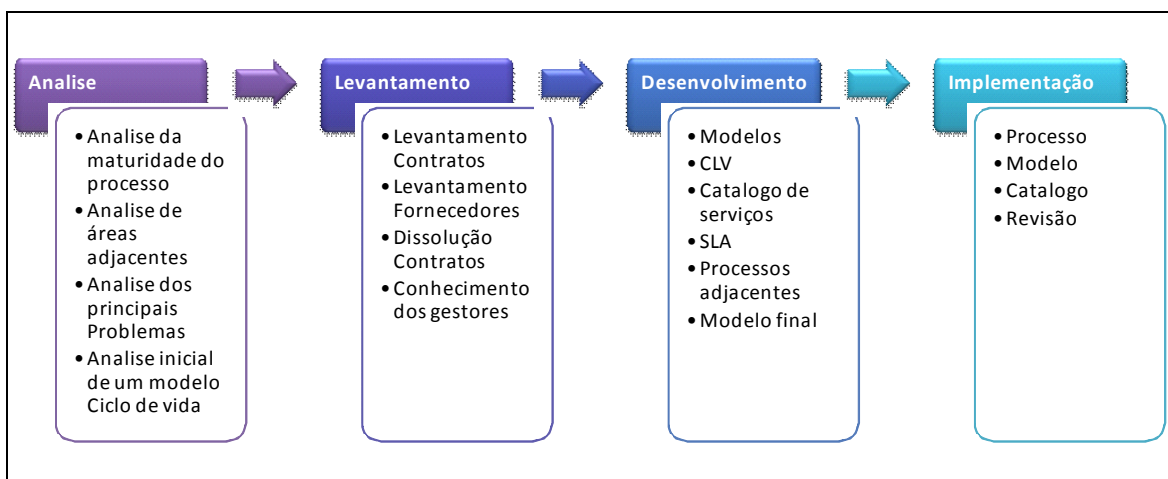 Analise
• Analise da
maturidade do
processo
• Analise de
áreas
adjacentes
• Analise dos
principais
Problemas
• Analise inicial
de um modelo
Ciclo de vida
Levantamento
• Levantamento
Contratos
• Levantamento
Fornecedores
• Dissolução
Contratos
• Conhecimento
dos gestores
Desenvolvimento
• Modelos
• CLV
• Catalogo de
serviços
• SLA
• Processos
adjacentes
• Modelo final
Implementação
• Processo
• Modelo
• Catalogo
• Revisão